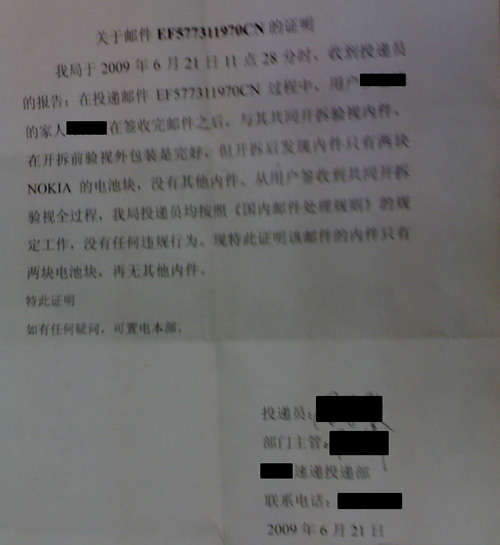 关于邮件 EF577311970CN 的证明
我局于 2009 年 6 月 21 日 11 点 28 分时，收到投递员
的报告：在投递邮件 EF577311970CN 过程中，用户
的家人在签收完邮件之后，与其共同开拆验视内件，
在开拆前验视外包装是完好，但开拆后发现内件只有两块
NOKIA 的电池块，没有其他内件。从用户签收到共同开拆
验视全过程，我局投递员均按照《国内邮件处理规则》的规
定工作，没有任何违规行为。现特此证明该邮件的内件只有
两块电池块，再无其他内件。
特此证明
如有任何疑问，可置电本部。
投递员：
部门主管：
速递投递部
联系电话：
2009 年 6 月 21 日